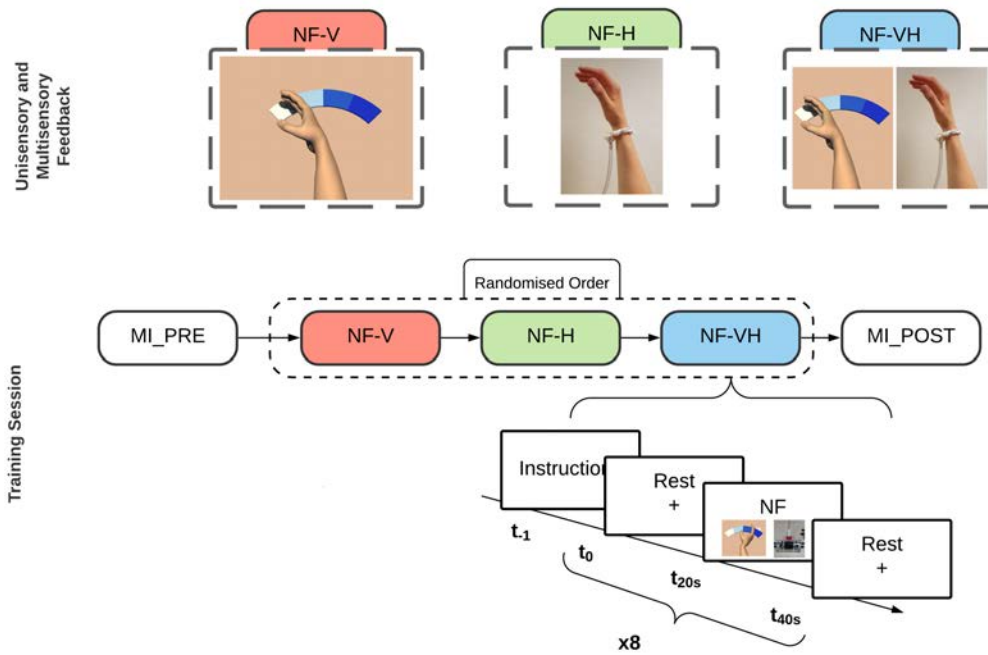 NF-V
NF-H
NF-VH
Unisensory and
Multisensory
Feedback
Randomised Order
MI_PRE
NF-V
NF-H
NF-VH
MI_POST
Training Session
Instruction
Rest
+
NF
Rest
+
t-1
t0
t20s
t40s
x8